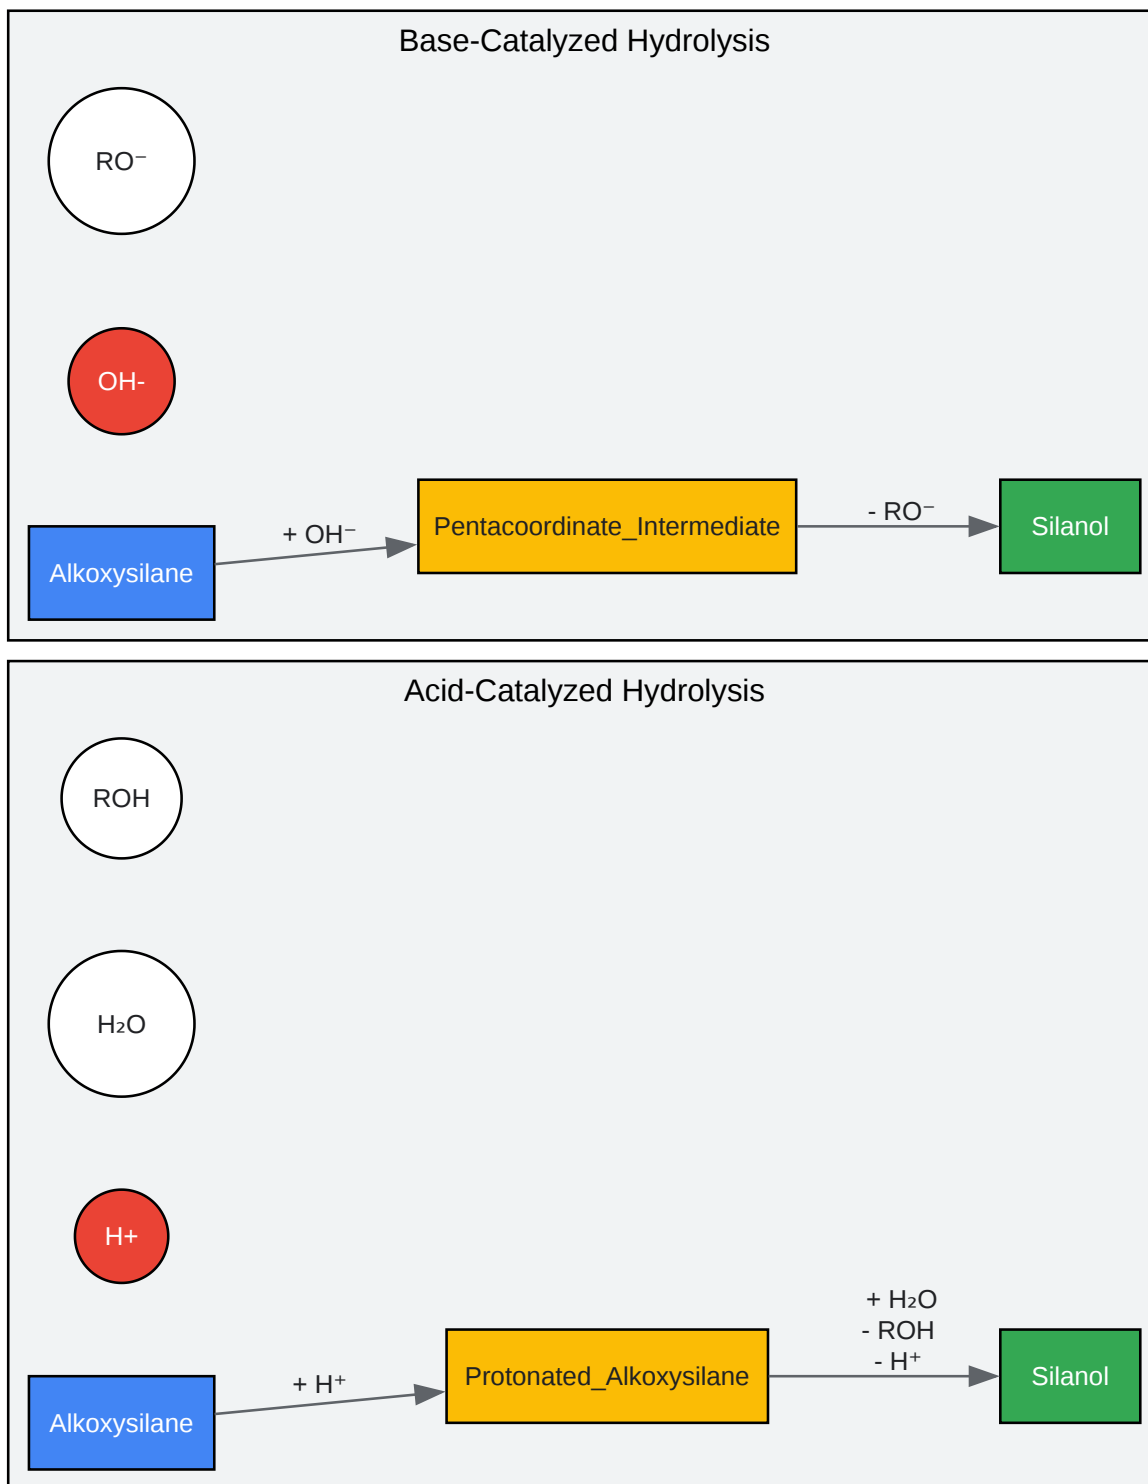 Base-Catalyzed Hydrolysis
RO⁻
OH-
Alkoxysilane
+ OH⁻
Pentacoordinate_Intermediate
- RO⁻
Silanol
Acid-Catalyzed Hydrolysis
ROH
H₂O
H+
Alkoxysilane
+ H⁺
Protonated_Alkoxysilane
+ H₂O
- ROH
- H⁺
Silanol